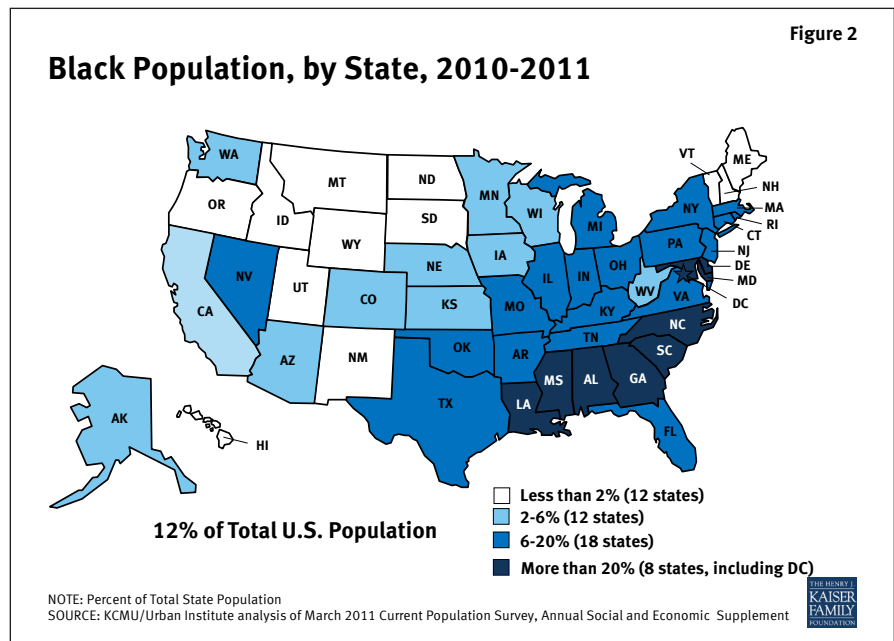 Figure 2
Black Population, by State, 2010-2011
WA
MT
ND
MN
VT
ME
OR
ID
SD
WI
MI
NY
NH
MA
RI
CT
WY
NE
IA
PA
NJ
DE
MD
DC
NV
UT
CO
KS
IL
IN
OH
WV
VA
CA
MO
KY
NC
AZ
NM
OK
AR
TN
SC
TX
LA
MS
AL
GA
FL
AK
HI
Less than 2% (12 states)
2-6% (12 states)
6-20% (18 states)
More than 20% (8 states, including DC)
12% of Total U.S. Population
NOTE: Percent of Total State Population
SOURCE: KCMU/Urban Institute analysis of March 2011 Current Population Survey, Annual Social and Economic Supplement
THE HENRY J.
KAISER
FAMILY
FOUNDATION